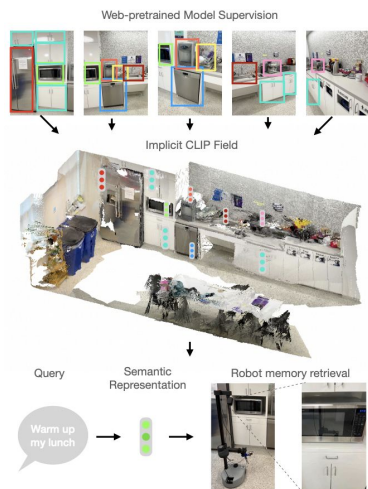 Web-pretrained Model Supervision
Implicit CLIP Field
Query
Semantic
Representation
Robot memory retrieval
Warm up
my lunch